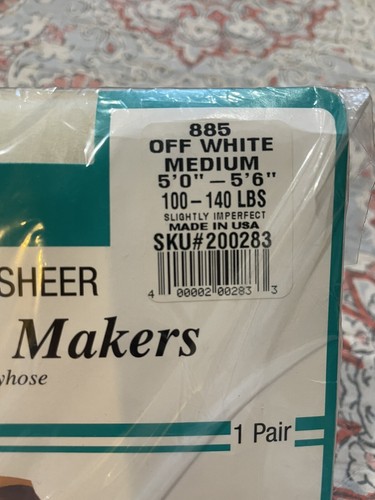 885
OFF WHITE
MEDIUM
5'0" – 5'6"
100 – 140 LBS
SLIGHTLY IMPERFECT
MADE IN USA
SKU#200283
4 00002 00283 3
SHEER
Makers
yhose
1 Pair